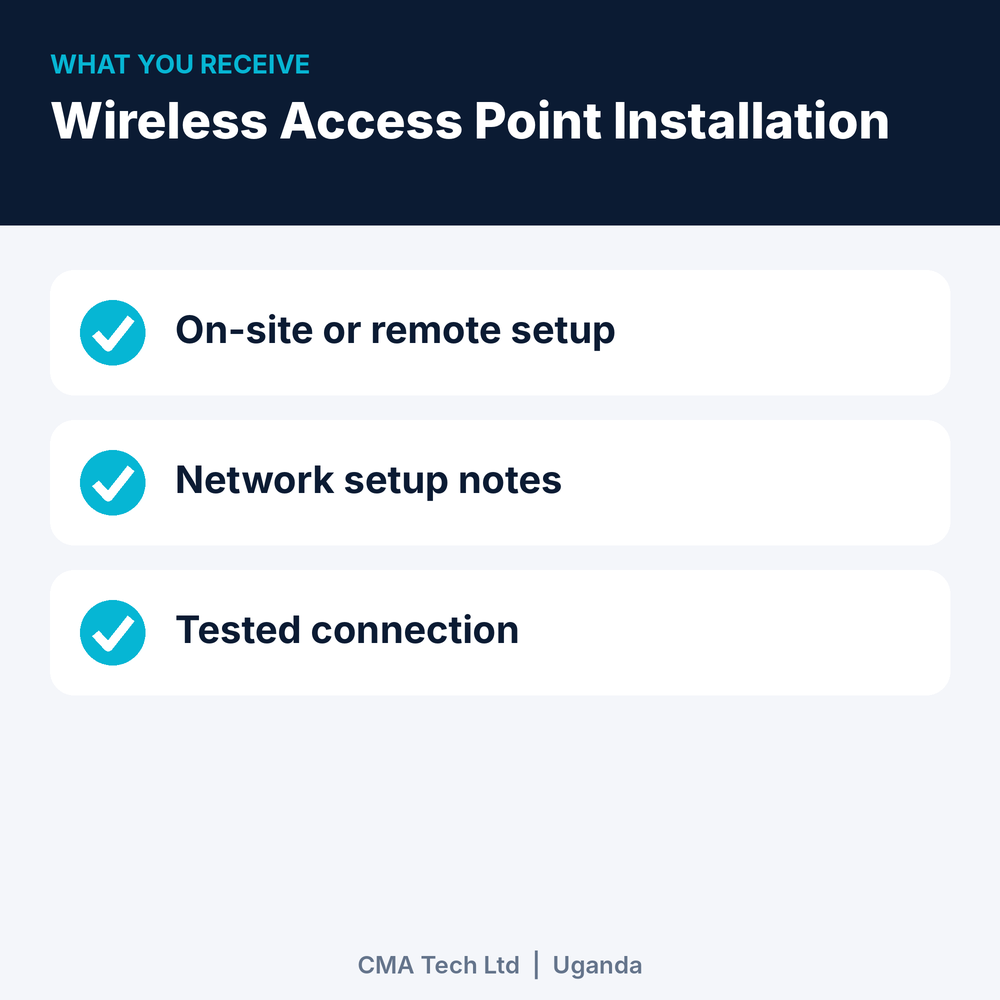 WHAT YOU RECEIVE
Wireless Access Point Installation
On-site or remote setup
Network setup notes
Tested connection
CMA Tech Ltd | Uganda